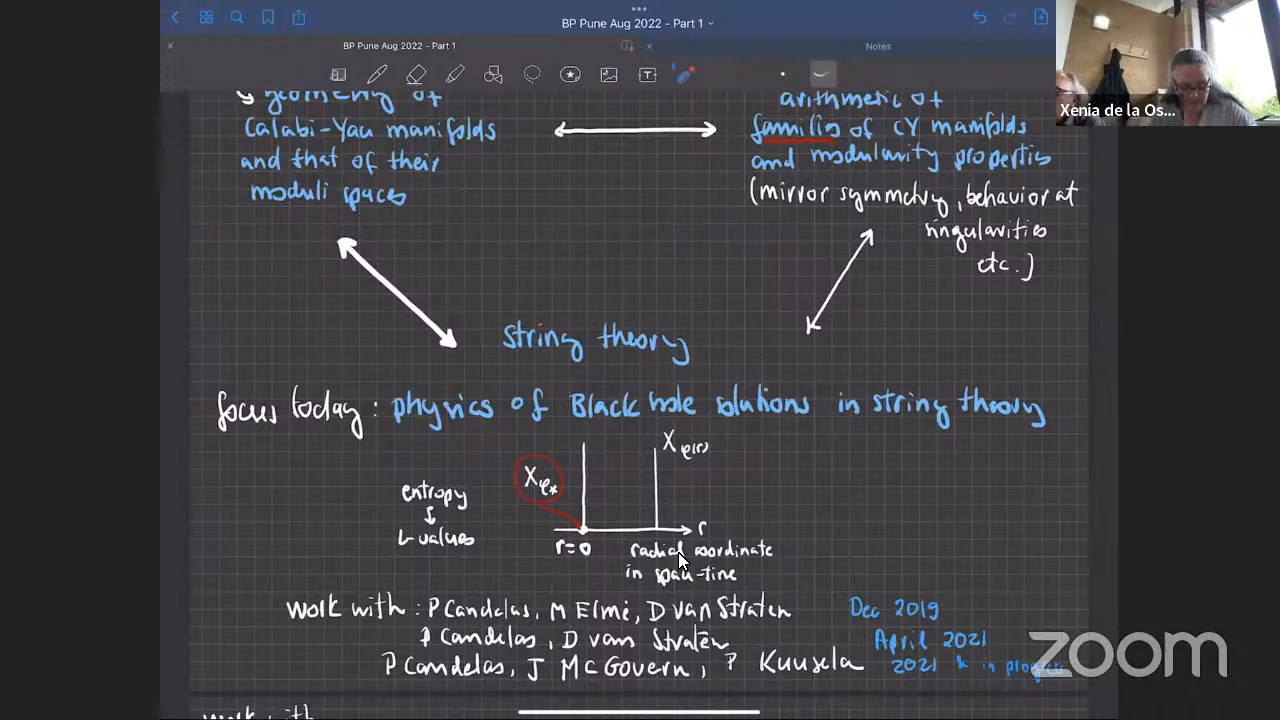 BP Pune Aug 2022 - Part 1
BP Pune Aug 2022 - Part 1
Notes
Xenia de la Os...
geometry of
Calabi-Yau manifolds
and that of their
moduli spaces
arithmetic of
families of CY manifolds
and modularity properties
(mirror symmetry, behavior at
singularities
etc.)
string theory
focus today: physics of Black hole solutions in string theory
X φ(r)
X φ*
entropy
L-values
r
r=0
radial coordinate
in space-time
work with: P Candelas, M Elmi, D van Straten Dec 2019
P Candelas, D van Straten April 2021
P Candelas, J McGovern, P Kuusela 2021 & in progress
zoom
work with